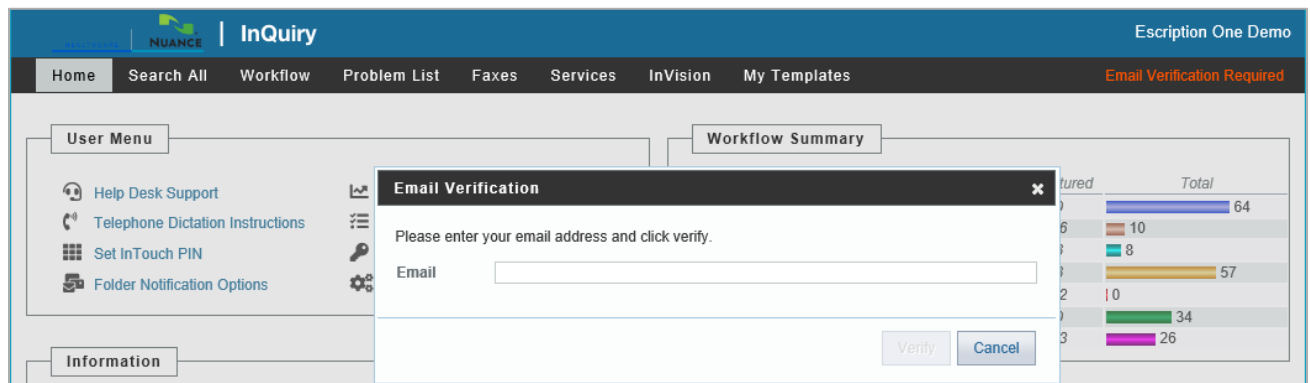 NUANCE
InQuiry
Escription One Demo
Home Search All Workflow Problem List Faxes Services InVision My Templates
Email Verification Required
User Menu
Help Desk Support
Telephone Dictation Instructions
Set InTouch PIN
Folder Notification Options
Workflow Summary
tured Total
64
6 10
8
57
2 0
34
3 26
Email Verification
Please enter your email address and click verify.
Email
Verify Cancel
Information